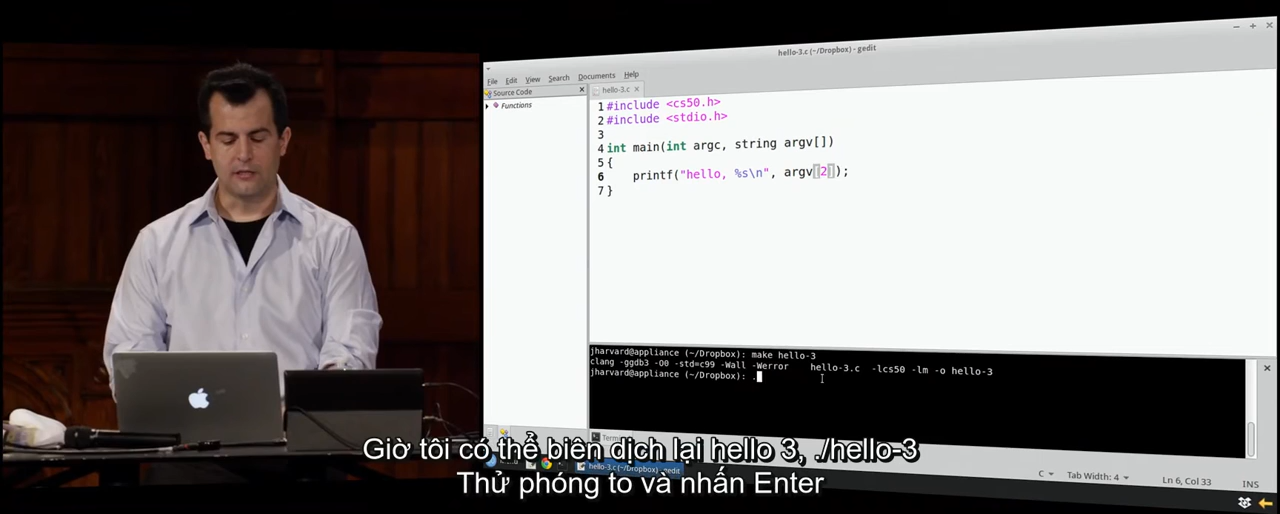 hello-3.c (~/Dropbox) - gedit
File Edit View Search Documents Help
Source Code
hello-3.c
Functions
1 #include <cs50.h>
2 #include <stdio.h>
3
4 int main(int argc, string argv[])
5 {
6 printf("hello, %s\n", argv[2]);
7 }
jharvard@appliance (~/Dropbox): make hello-3
clang -ggdb3 -O0 -std=c99 -Wall -Werror hello-3.c -lcs50 -lm -o hello-3
jharvard@appliance (~/Dropbox): .
Giờ tôi có thể biên dịch lại hello 3, ./hello-3
Thử phóng to và nhấn Enter
hello-3.c (~/Dropbox) - gedit
C Tab Width: 4 Ln 6, Col 33 INS